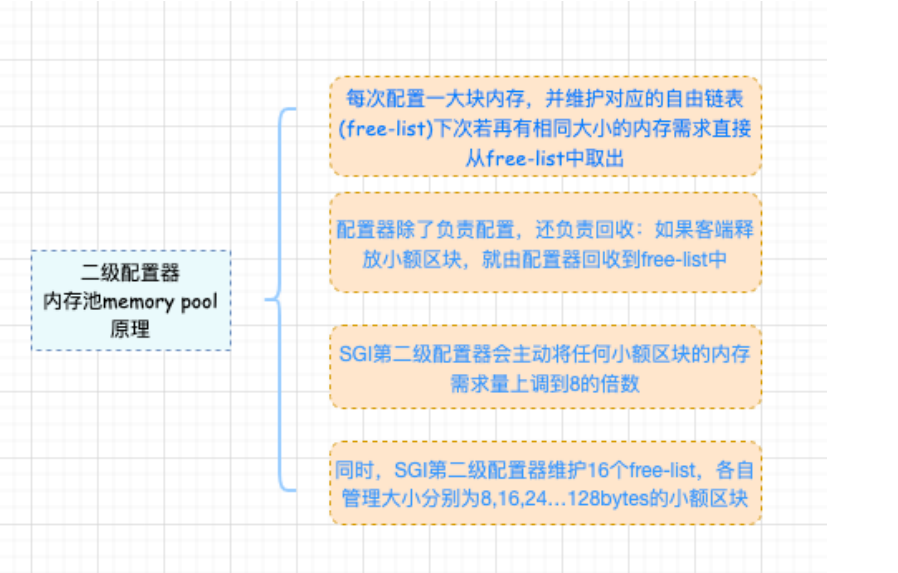 每次配置一大块内存，并维护对应的自由链表
(free-list)下次若再有相同大小的内存需求直接
从free-list中取出
配置器除了负责配置，还负责回收：如果客端释
放小额区块，就由配置器回收到free-list中
二级配置器
内存池memory pool
原理
SGI第二级配置器会主动将任何小额区块的内存
需求量上调到8的倍数
同时，SGI第二级配置器维护16个free-list，各自
管理大小分别为8,16,24...128bytes的小额区块